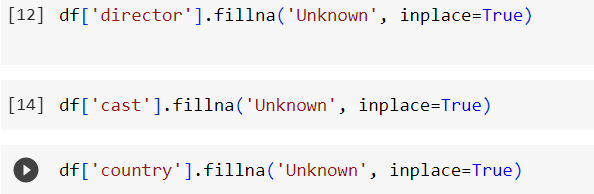 [12] df['director'].fillna('Unknown', inplace=True)
[14] df['cast'].fillna('Unknown', inplace=True)
df['country'].fillna('Unknown', inplace=True)